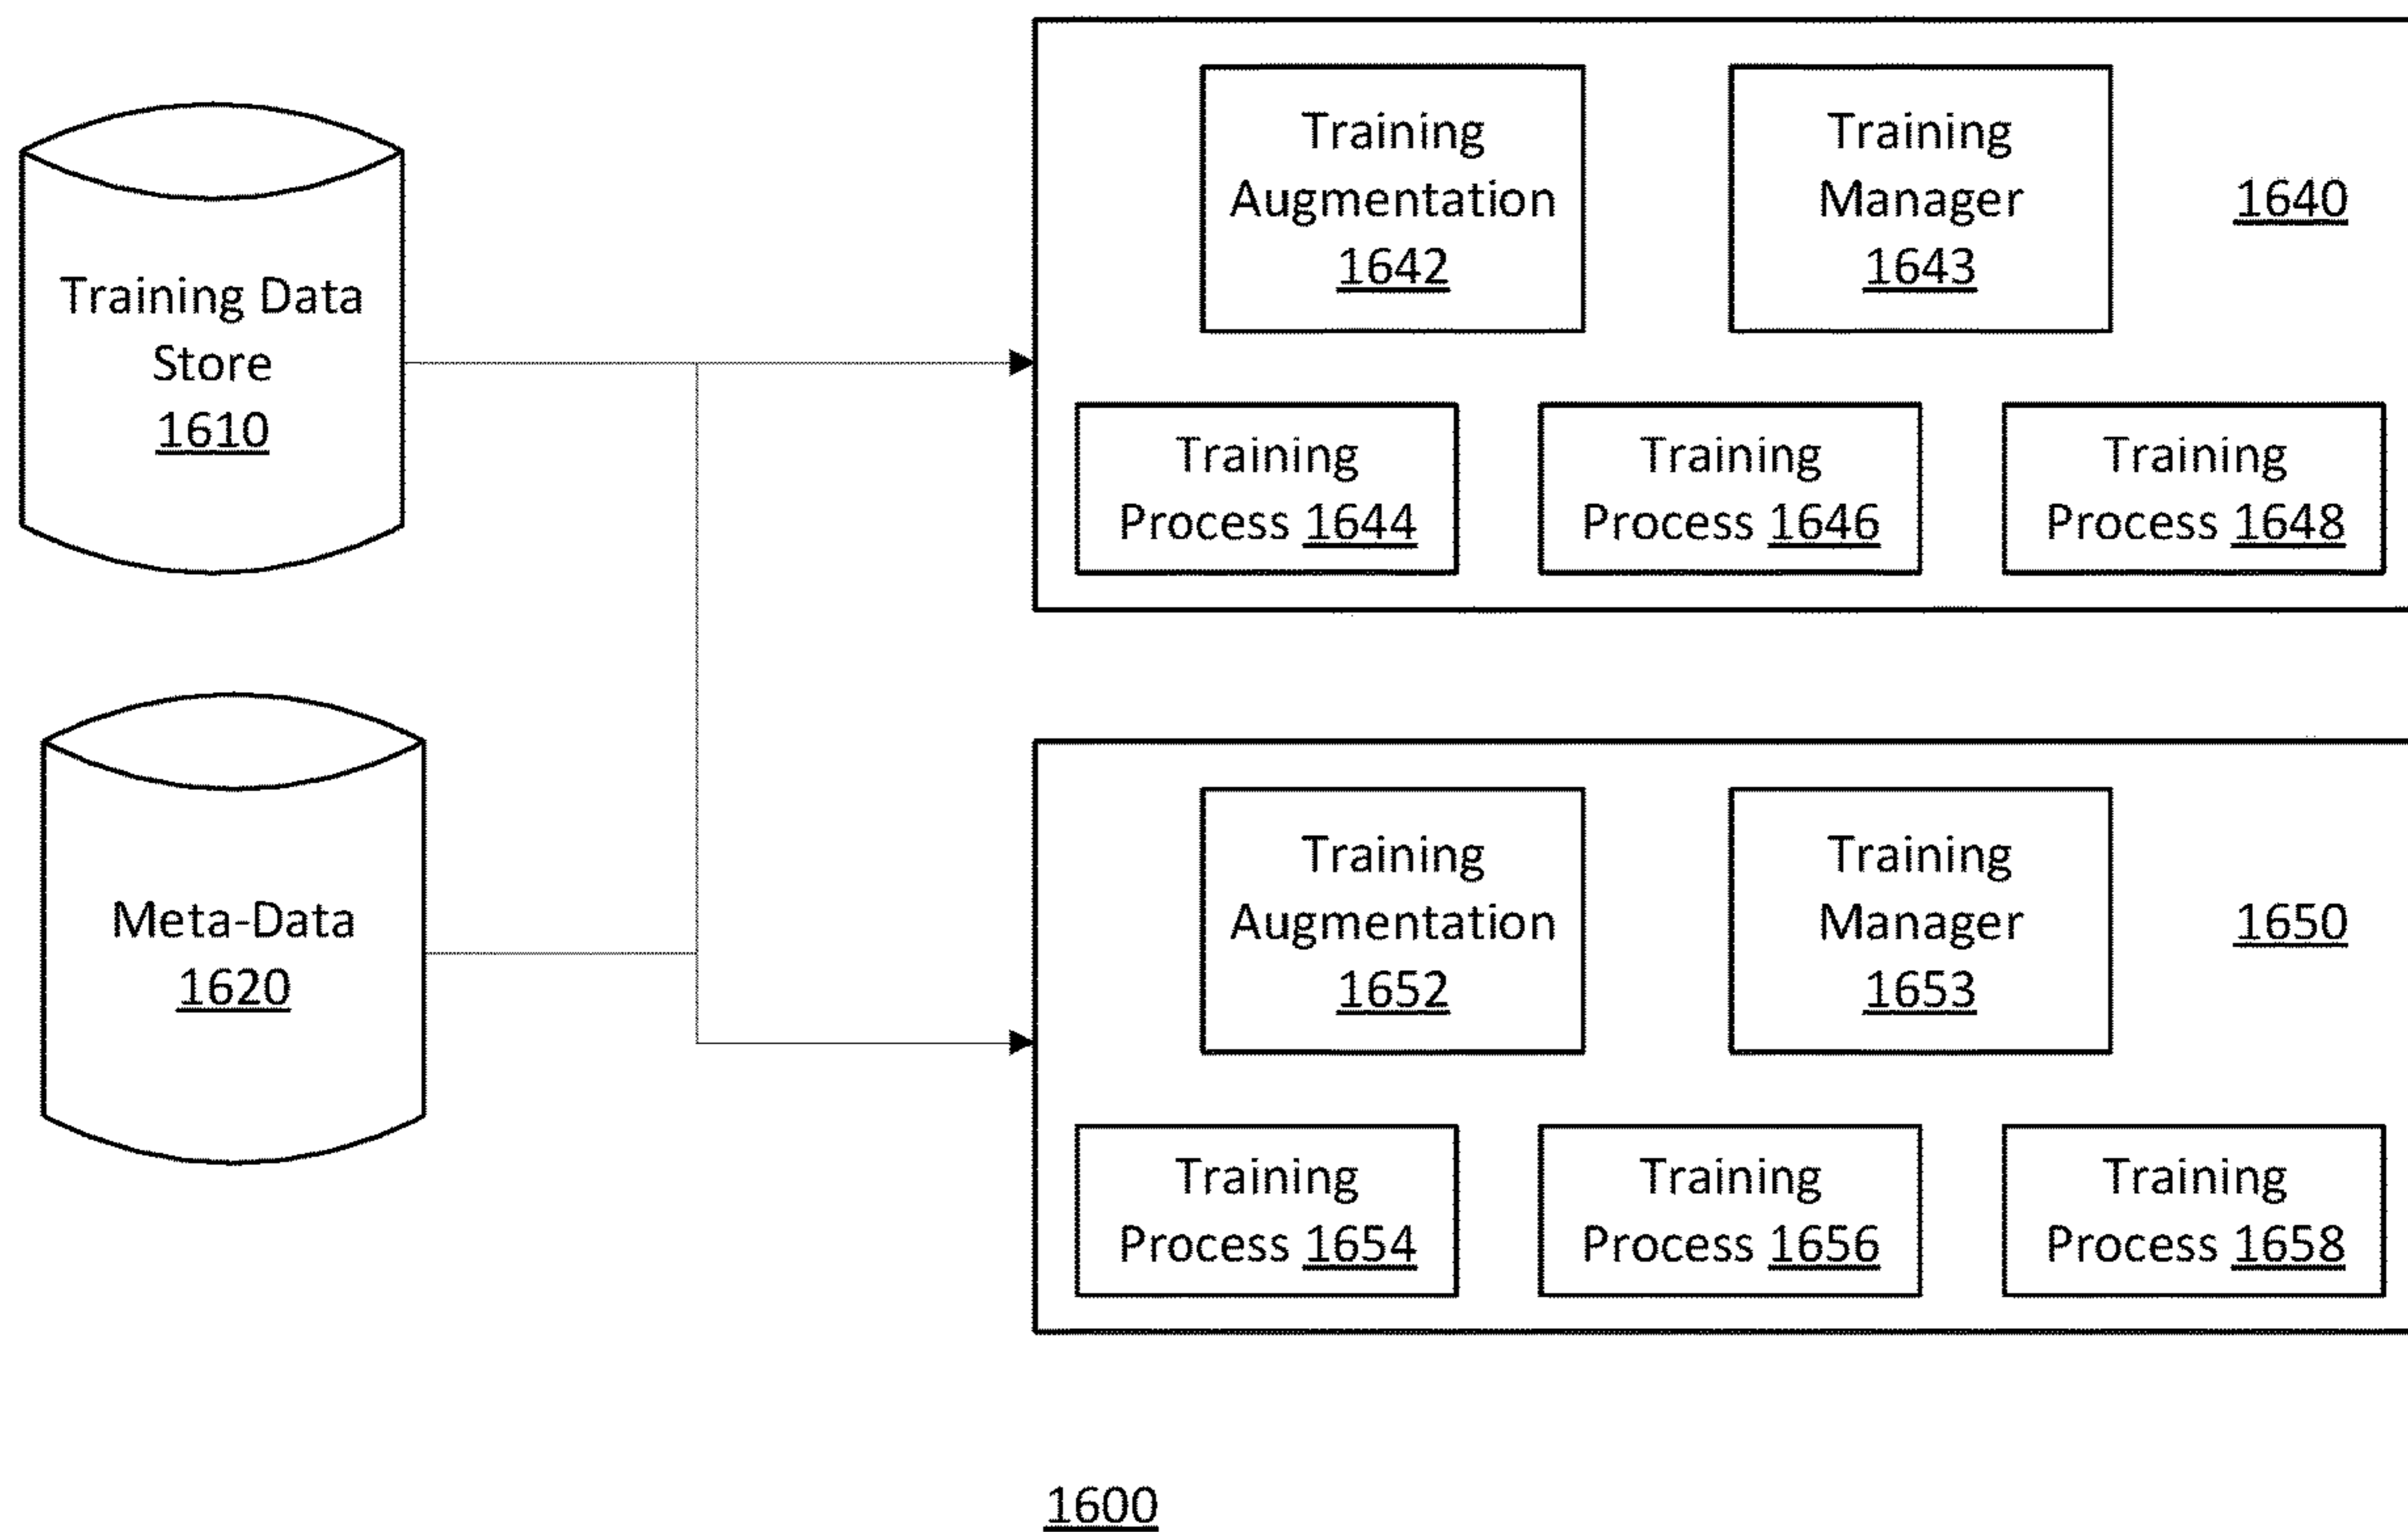 Training Data
Store
1610
Meta-Data
1620
Training
Augmentation
1642
Training
Manager
1643
1640
Training
Process 1644
Training
Process 1646
Training
Process 1648
Training
Augmentation
1652
Training
Manager
1653
1650
Training
Process 1654
Training
Process 1656
Training
Process 1658
1600